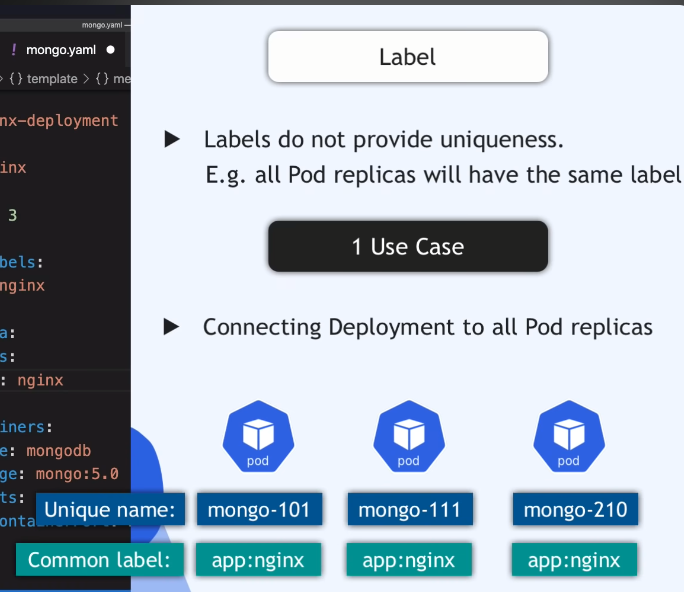 mongo.yaml —
! mongo.yaml ●
> {} template > {} me
nx-deployment
inx
3
bels:
nginx
a:
s:
: nginx
iners:
e: mongodb
ge: mongo:5.0
ts:
Label
► Labels do not provide uniqueness.
E.g. all Pod replicas will have the same label
1 Use Case
► Connecting Deployment to all Pod replicas
pod pod pod
Unique name: mongo-101 mongo-111 mongo-210
Common label: app:nginx app:nginx app:nginx